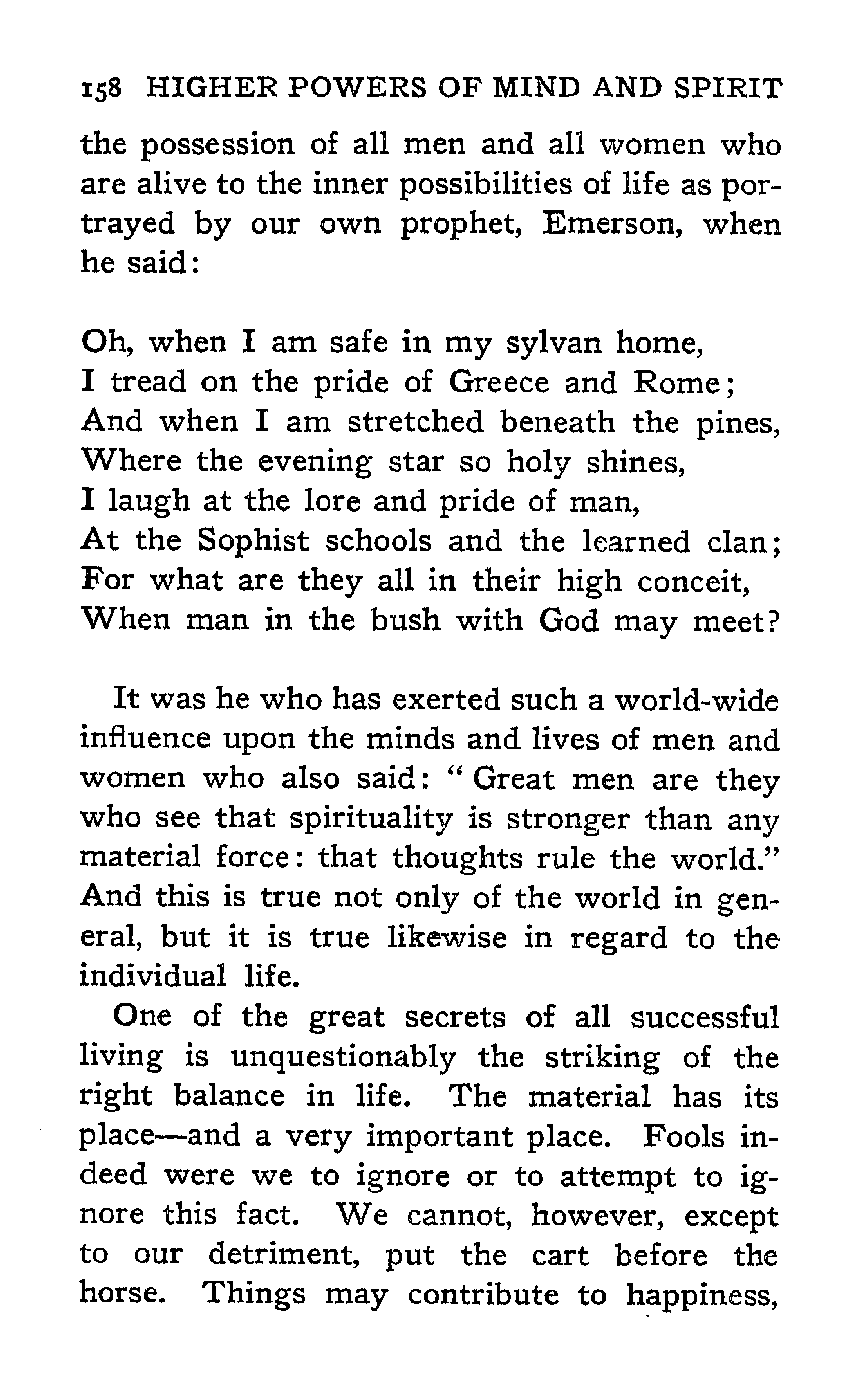 158 HIGHER POWERS OF MIND AND SPIRIT
the possession of all men and all women who
are alive to the inner possibilities of life as por-
trayed by our own prophet, Emerson, when
he said:
Oh, when I am safe in my sylvan home,
I tread on the pride of Greece and Rome;
And when I am stretched beneath the pines,
Where the evening star so holy shines,
I laugh at the lore and pride of man,
At the Sophist schools and the learned clan;
For what are they all in their high conceit,
When man in the bush with God may meet?
It was he who has exerted such a world-wide
influence upon the minds and lives of men and
women who also said: “ Great men are they
who see that spirituality is stronger than any
material force: that thoughts rule the world.”
And this is true not only of the world in gen-
eral, but it is true likewise in regard to the
individual life.
One of the great secrets of all successful
living is unquestionably the striking of the
right balance in life. The material has its
place—and a very important place. Fools in-
deed were we to ignore or to attempt to ig-
nore this fact. We cannot, however, except
to our detriment, put the cart before the
horse. Things may contribute to happiness,